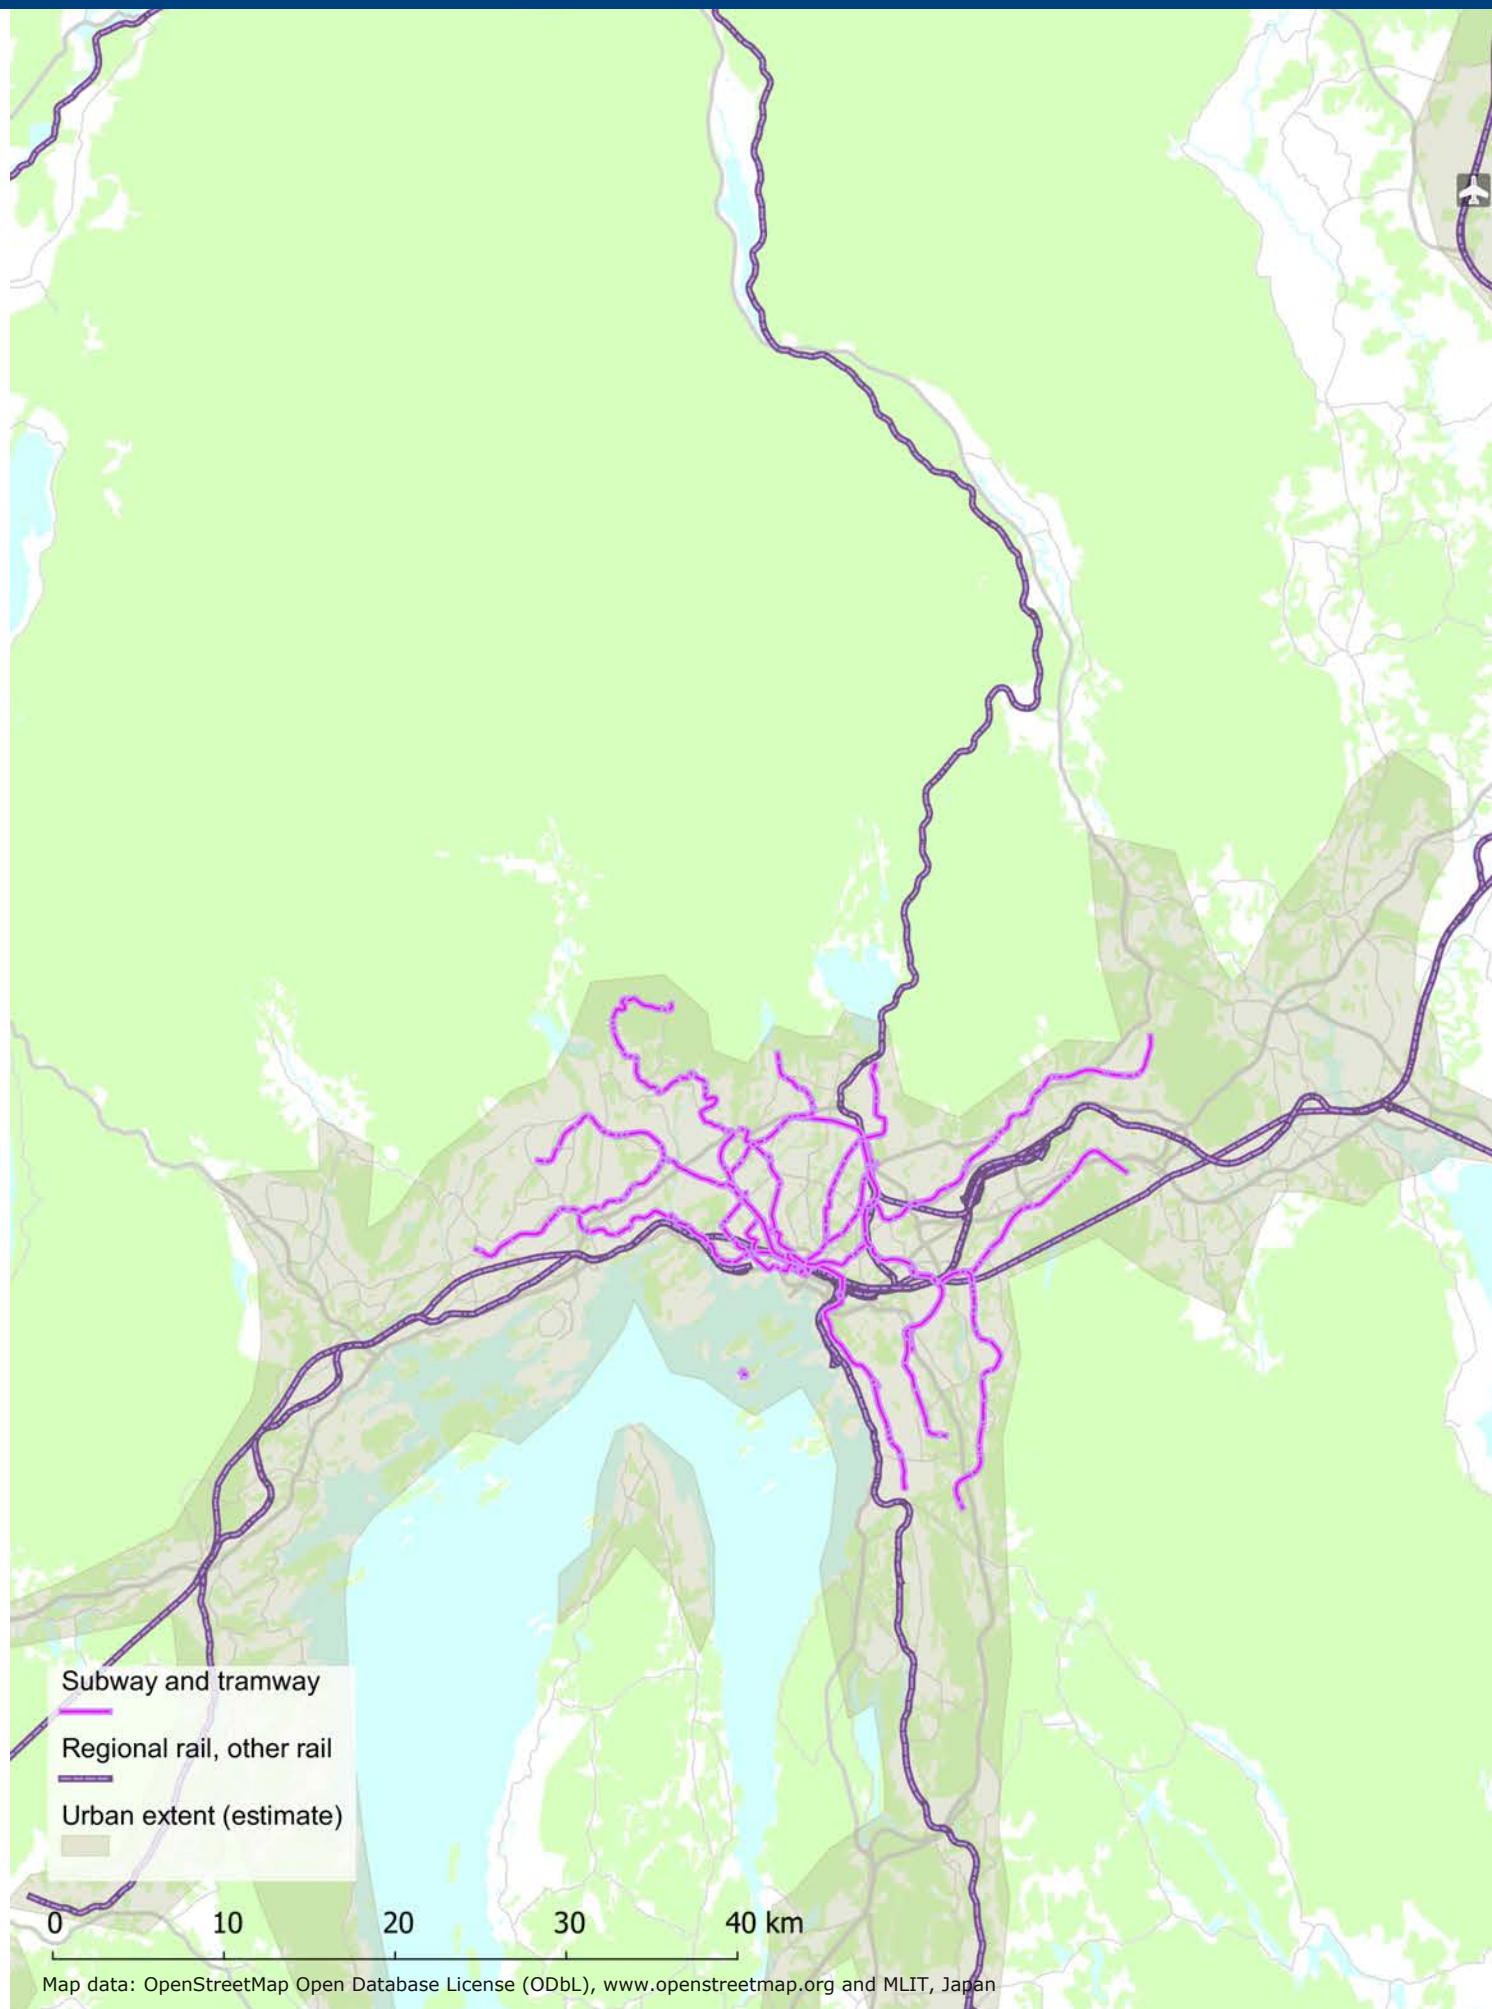 Subway and tramway
Regional rail, other rail
Urban extent (estimate)
0 10 20 30 40 km
Map data: OpenStreetMap Open Database License (ODbL), www.openstreetmap.org and MLIT, Japan